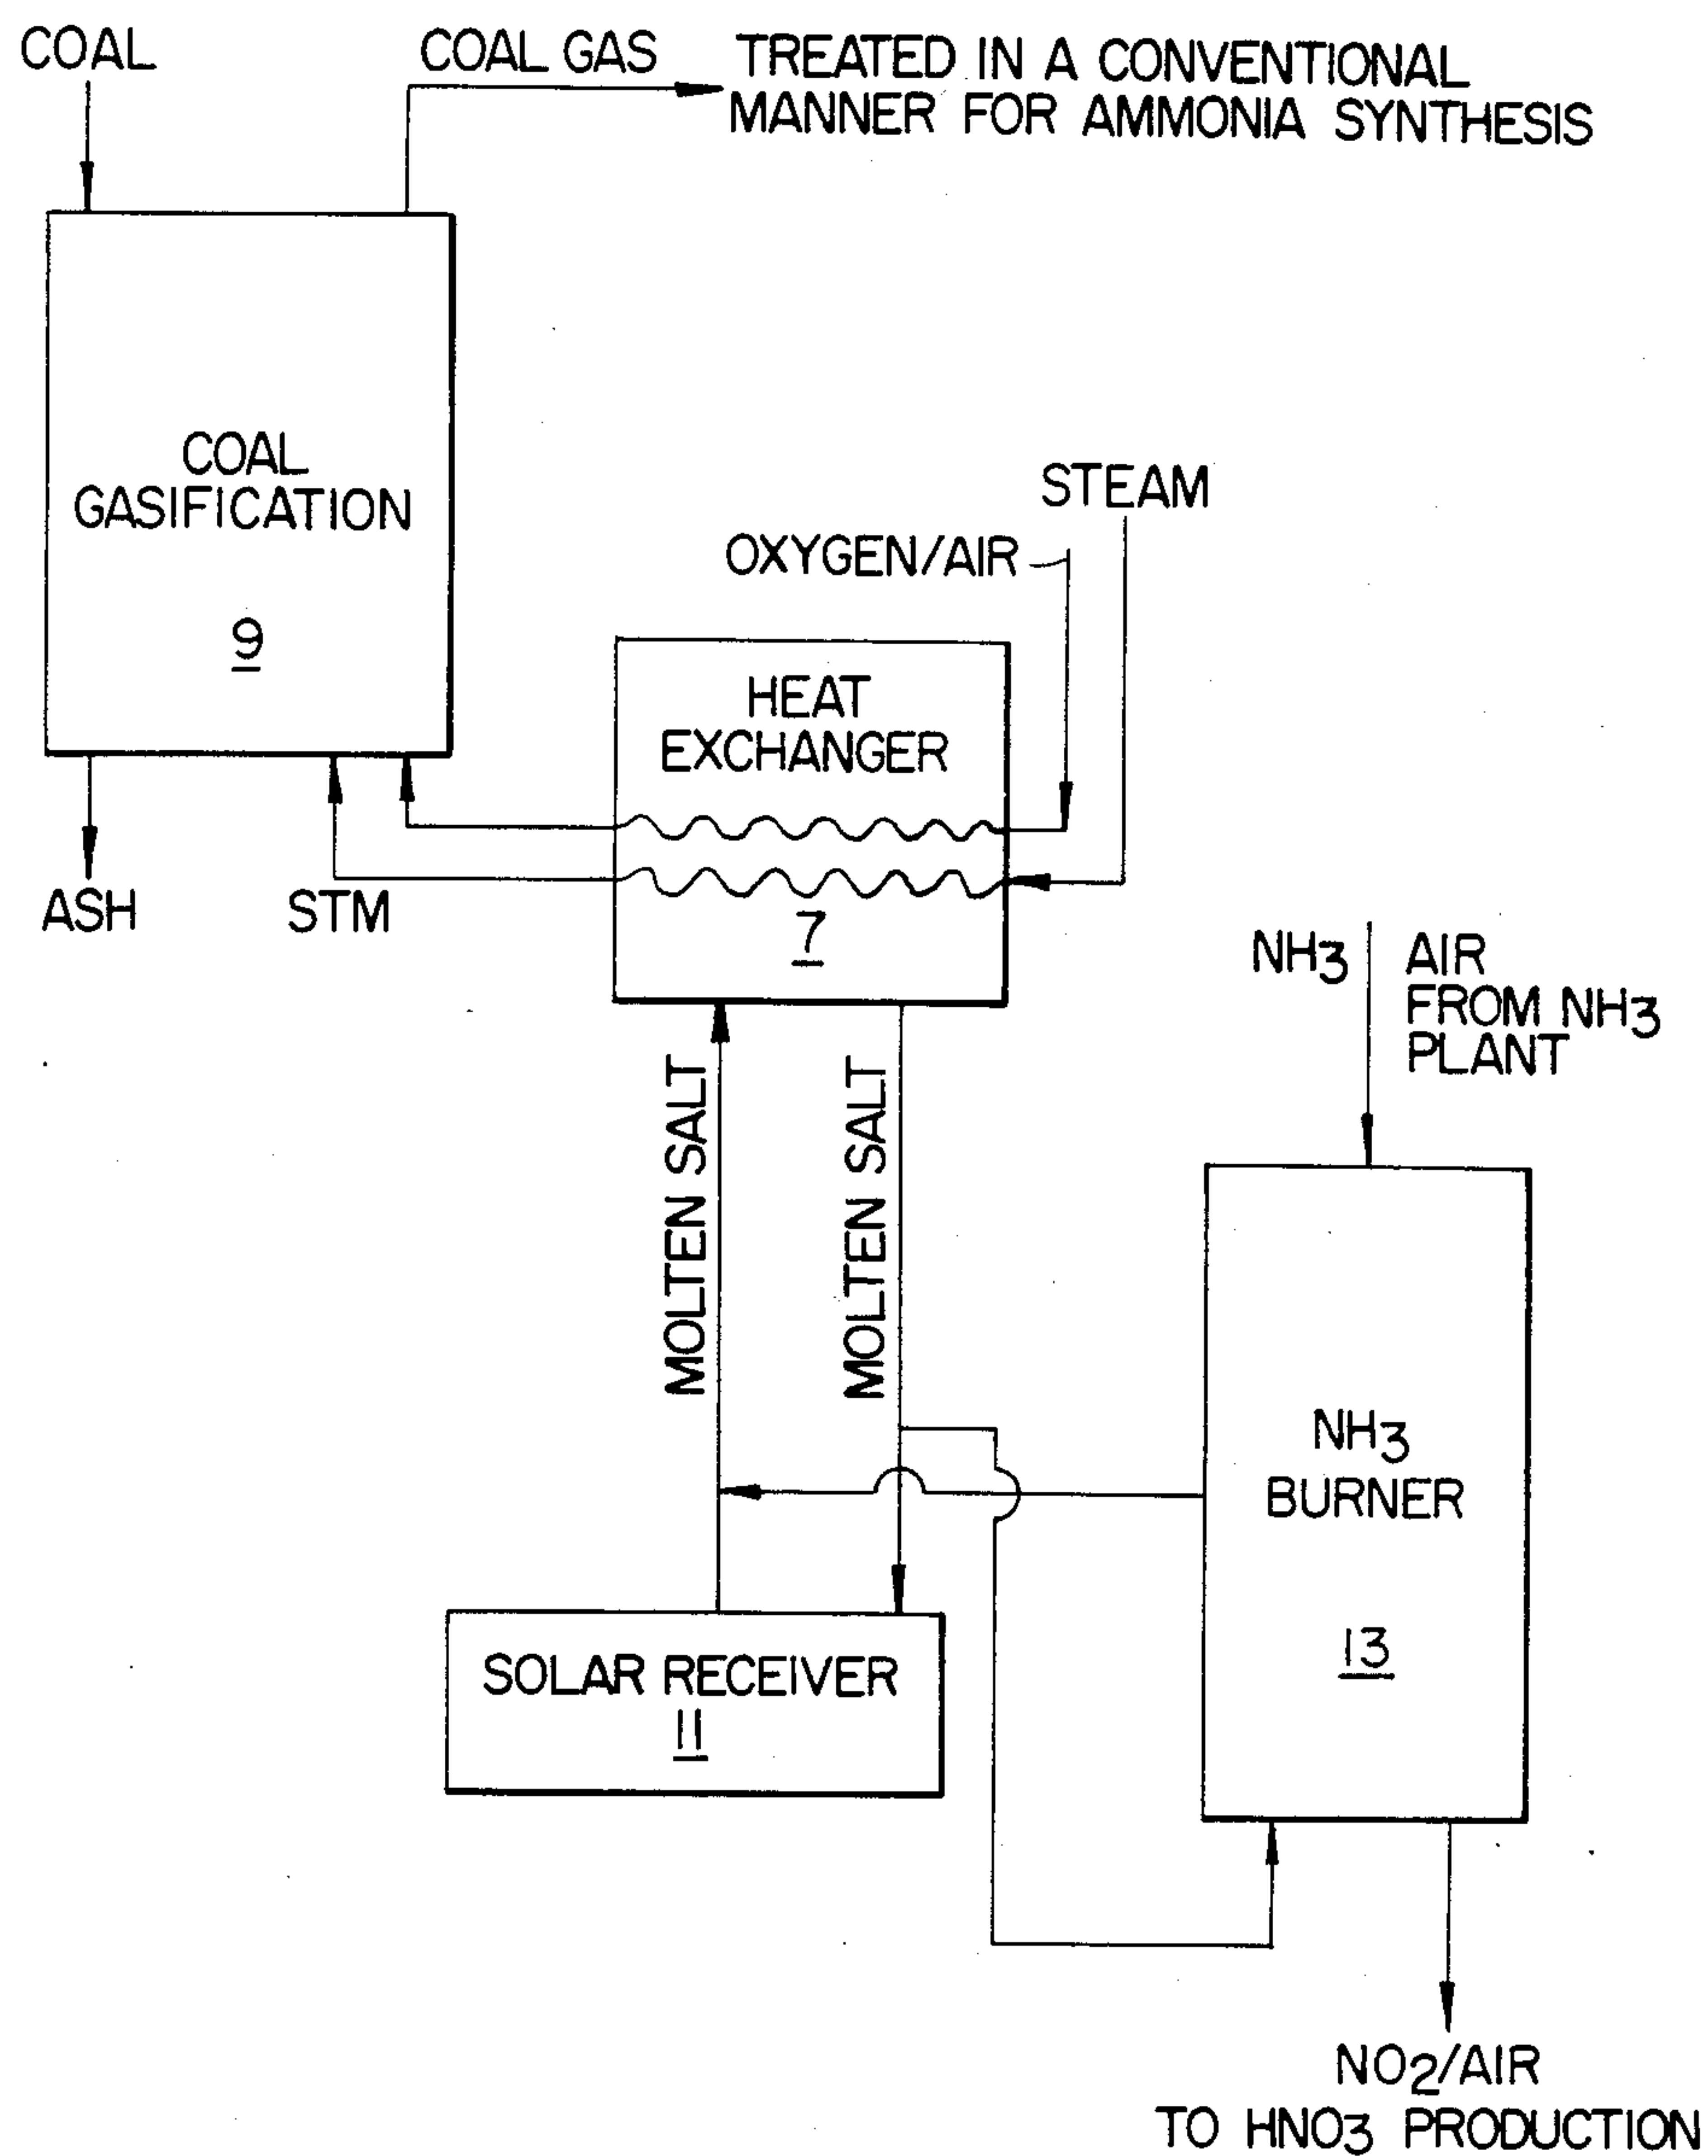 COAL
COAL GAS
TREATED IN A CONVENTIONAL
MANNER FOR AMMONIA SYNTHESIS
COAL
GASIFICATION
9
STEAM
OXYGEN/AIR
HEAT
EXCHANGER
7
ASH
STM
NH3
AIR
FROM NH3
PLANT
MOLTEN SALT
MOLTEN SALT
NH3
BURNER
13
SOLAR RECEIVER
11
NO2/AIR
TO HNO3 PRODUCTION